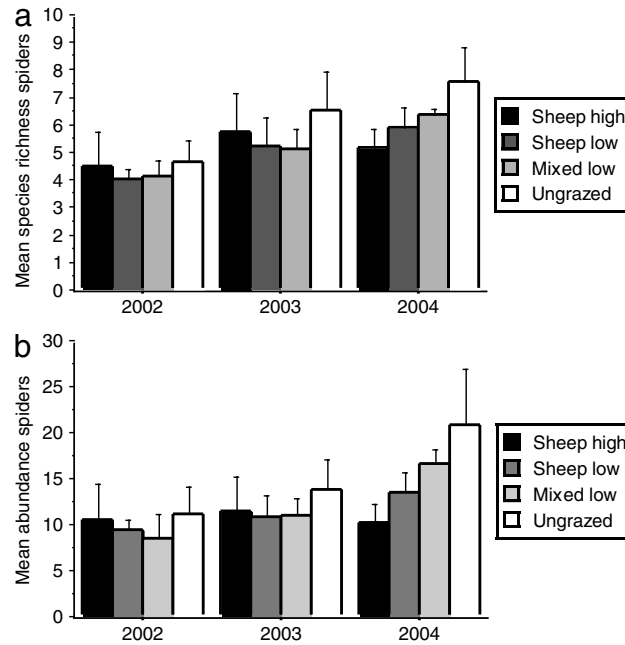 a
Mean species richness spiders
10
9
8
7
6
5
4
3
2
1
0
2002 2003 2004
Sheep high
Sheep low
Mixed low
Ungrazed
b
Mean abundance spiders
30
25
20
15
10
5
0
2002 2003 2004
Sheep high
Sheep low
Mixed low
Ungrazed